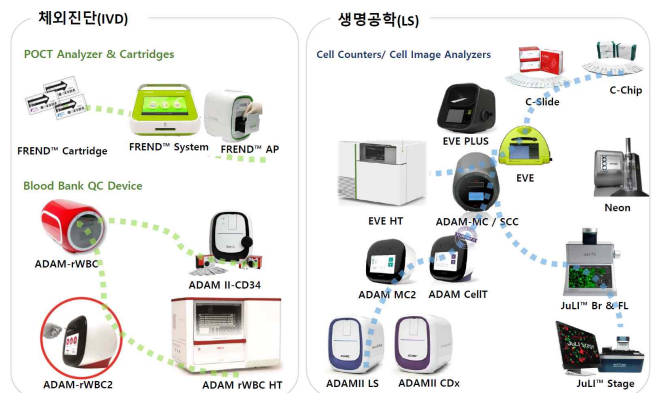 체외진단(IVD)
POCT Analyzer & Cartridges
FREND™ Cartridge
FREND™ System
FREND™ AP
Blood Bank QC Device
ADAM-rWBC
ADAM II-CD34
ADAM-rWBC2
ADAM rWBC HT
생명공학(LS)
Cell Counters/ Cell Image Analyzers
C-Slide
C-Chip
EVE PLUS
EVE
Neon
EVE HT
ADAM-MC / SCC
ADAM MC2
ADAM CellT
JuLI™ Br & FL
ADAMII LS
ADAMII CDx
JuLI™ Stage